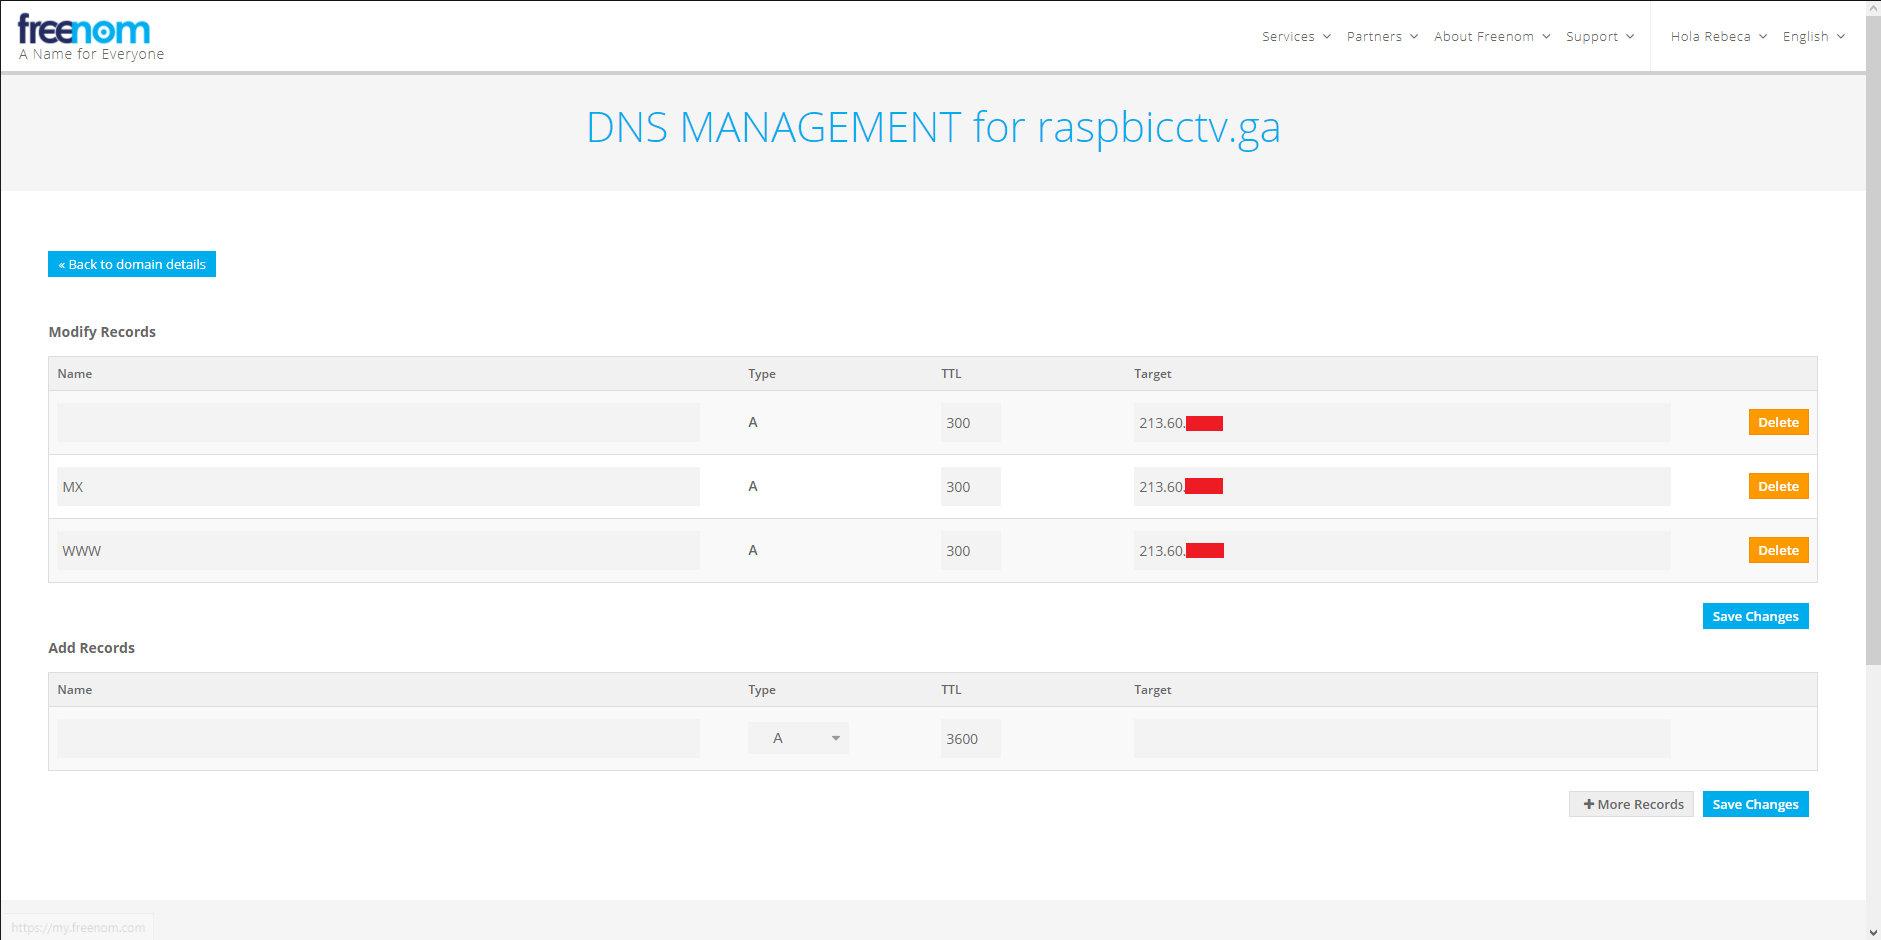 freenom
A Name for Everyone
Services Partners About Freenom Support Hola Rebeca English
DNS MANAGEMENT for raspbicctv.ga
« Back to domain details
Modify Records
Name Type TTL Target
A 300 213.60. Delete
MX A 300 213.60. Delete
WWW A 300 213.60. Delete
Save Changes
Add Records
Name Type TTL Target
A 3600
+ More Records Save Changes
https://my.freenom.com